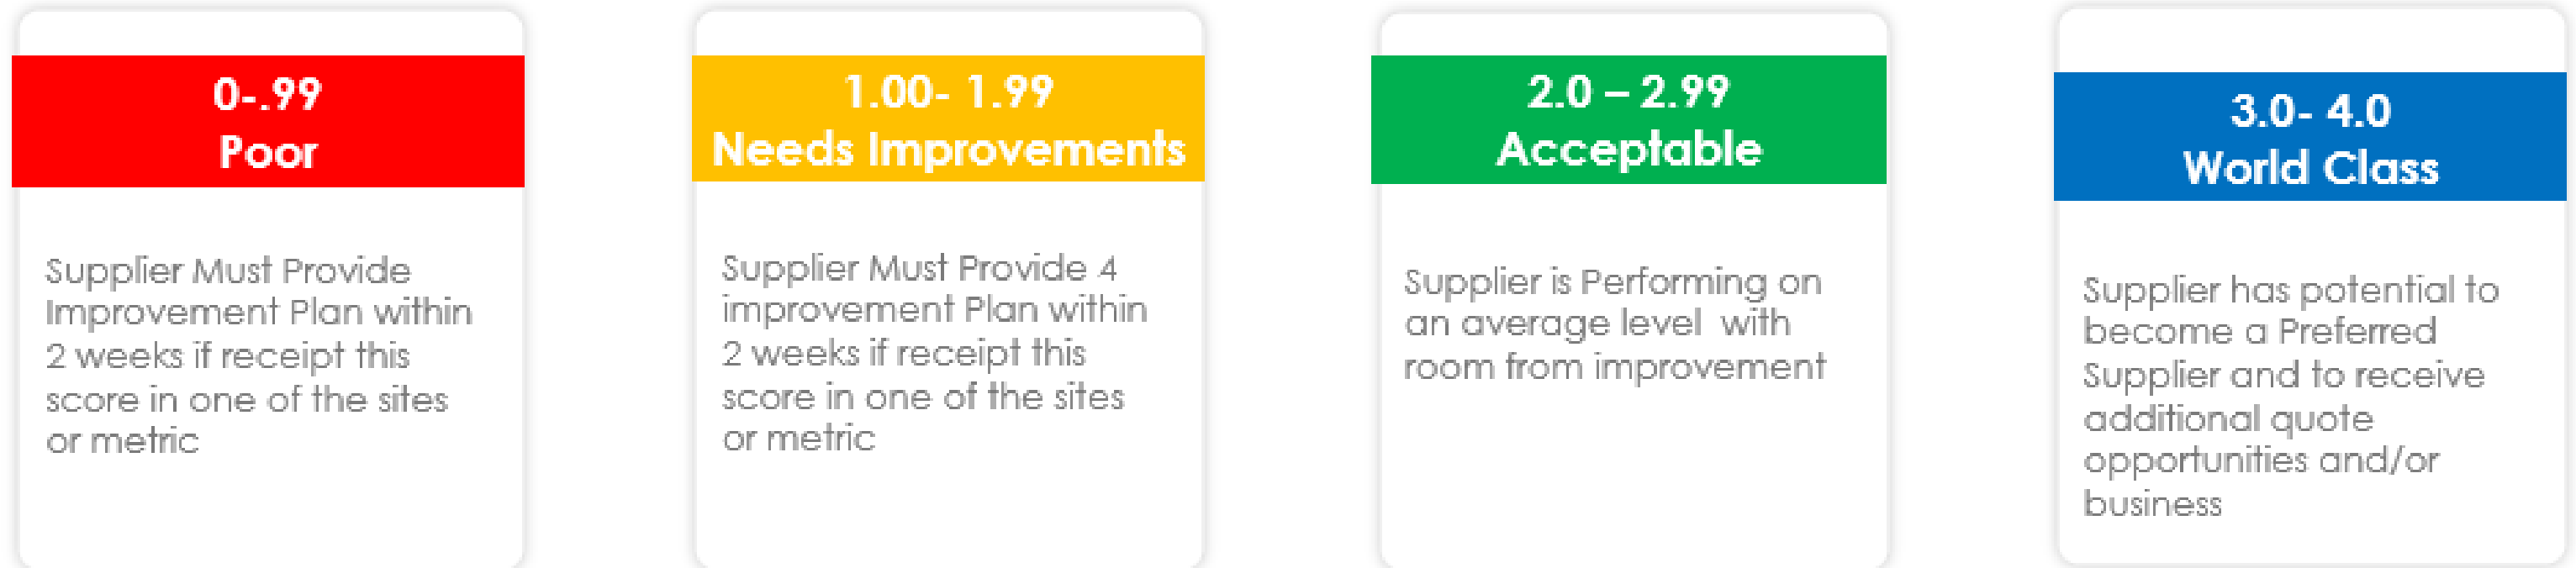 0-.99
Poor
Supplier Must Provide
Improvement Plan within
2 weeks if receipt this
score in one of the sites
or metric
1.00- 1.99
Needs Improvements
Supplier Must Provide 4
improvement Plan within
2 weeks if receipt this
score in one of the sites
or metric
2.0 – 2.99
Acceptable
Supplier is Performing on
an average level  with
room from improvement
3.0- 4.0
World Class
Supplier has potential to
become a Preferred
Supplier and to receive
additional quote
opportunities and/or
business